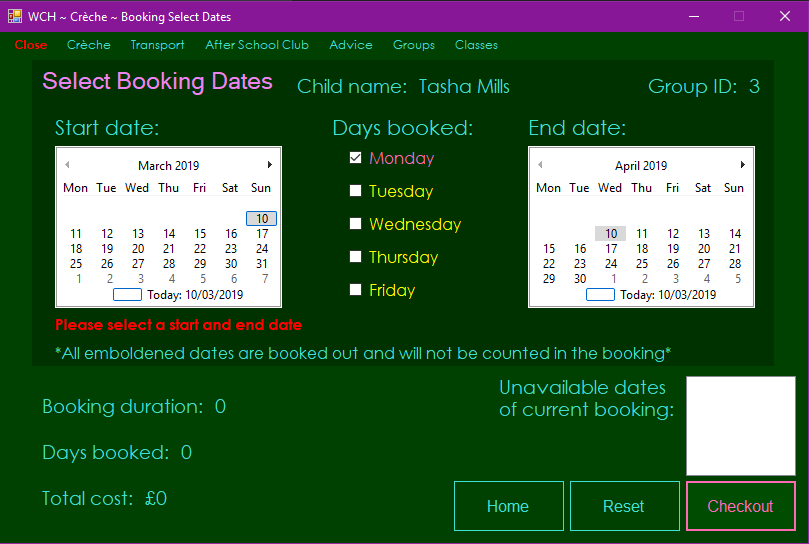 WCH ~ Crèche ~ Booking Select Dates
Close Crèche Transport After School Club Advice Groups Classes
Select Booking Dates Child name: Tasha Mills Group ID: 3
Start date: Days booked: End date:
March 2019
Mon Tue Wed Thu Fri Sat Sun
10
11 12 13 14 15 16 17
18 19 20 21 22 23 24
25 26 27 28 29 30 31
1 2 3 4 5 6 7
Today: 10/03/2019
Monday
Tuesday
Wednesday
Thursday
Friday
April 2019
Mon Tue Wed Thu Fri Sat Sun
10 11 12 13 14
15 16 17 18 19 20 21
22 23 24 25 26 27 28
29 30 1 2 3 4 5
Today: 10/03/2019
Please select a start and end date
*All emboldened dates are booked out and will not be counted in the booking*
Unavailable dates
of current booking:
Booking duration: 0
Days booked: 0
Total cost: £0
Home Reset Checkout